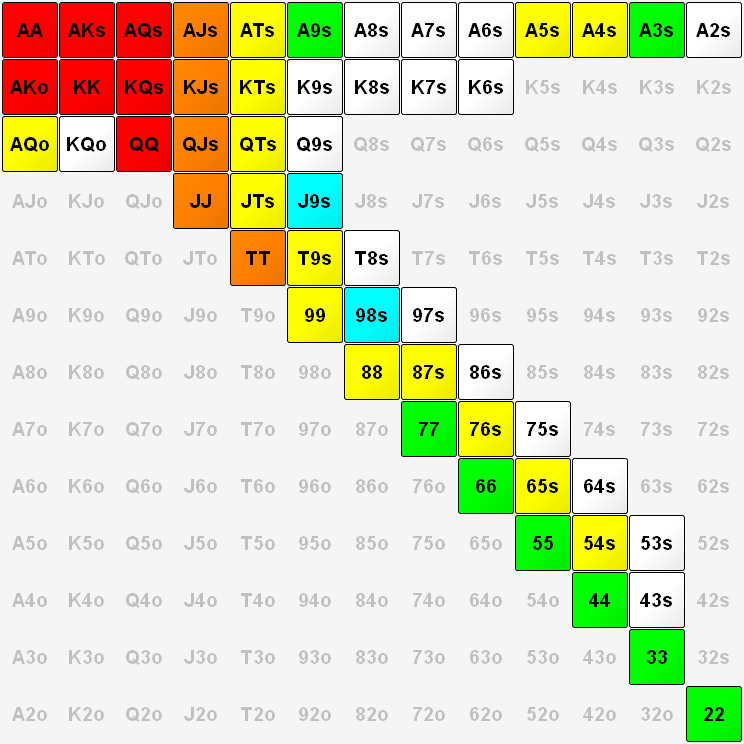 AA AKs AQs AJs ATs A9s A8s A7s A6s A5s A4s A3s A2s
AKo KK KQs KJs KTs K9s K8s K7s K6s K5s K4s K3s K2s
AQo KQo QQ QJs QTs Q9s Q8s Q7s Q6s Q5s Q4s Q3s Q2s
AJo KJo QJo JJ JTs J9s J8s J7s J6s J5s J4s J3s J2s
ATo KTo QTo JTo TT T9s T8s T7s T6s T5s T4s T3s T2s
A9o K9o Q9o J9o T9o 99 98s 97s 96s 95s 94s 93s 92s
A8o K8o Q8o J8o T8o 98o 88 87s 86s 85s 84s 83s 82s
A7o K7o Q7o J7o T7o 97o 87o 77 76s 75s 74s 73s 72s
A6o K6o Q6o J6o T6o 96o 86o 76o 66 65s 64s 63s 62s
A5o K5o Q5o J5o T5o 95o 85o 75o 65o 55 54s 53s 52s
A4o K4o Q4o J4o T4o 94o 84o 74o 64o 54o 44 43s 42s
A3o K3o Q3o J3o T3o 93o 83o 73o 63o 53o 43o 33 32s
A2o K2o Q2o J2o T2o 92o 82o 72o 62o 52o 42o 32o 22